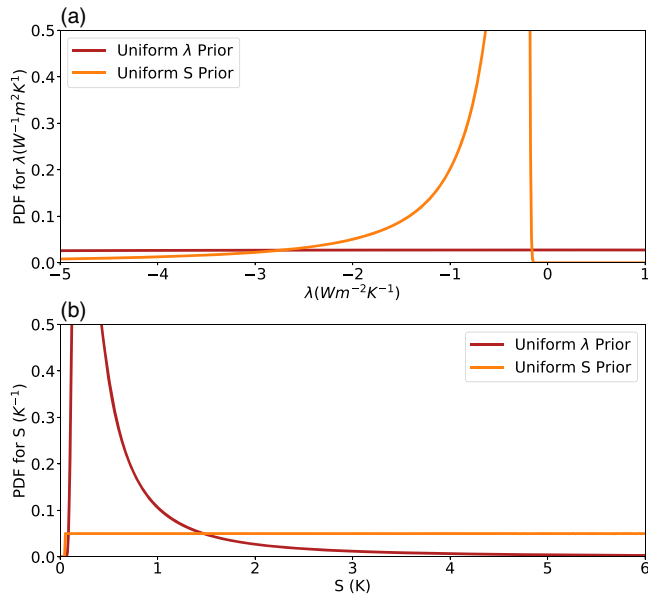 (a)
PDF for λ(W⁻¹m²K¹)
0.5
0.4
0.3
0.2
0.1
0.0
Uniform λ Prior
Uniform S Prior
−5 −4 −3 −2 −1 0 1
λ(Wm⁻²K⁻¹)
(b)
PDF for S (K⁻¹)
0.5
0.4
0.3
0.2
0.1
0.0
Uniform λ Prior
Uniform S Prior
0 1 2 3 4 5 6
S (K)